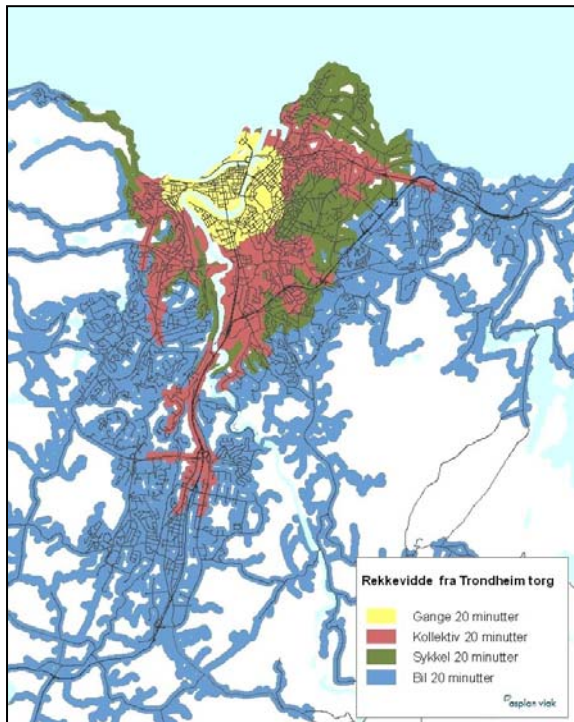 Rekkevidde fra Trondheim torg
Gange 20 minutter
Kollektiv 20 minutter
Sykkel 20 minutter
Bil 20 minutter
asplan viak